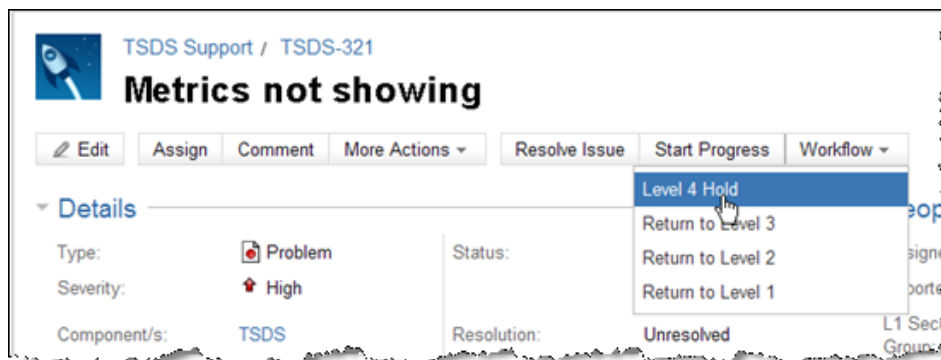 TSDS Support / TSDS-321
Metrics not showing
Edit Assign Comment More Actions Resolve Issue Start Progress Workflow
Level 4 Hold
Details
Return to Level 3
Type: Problem Status: Return to Level 2
Severity: High Return to Level 1
Component/s: TSDS Resolution: Unresolved L1